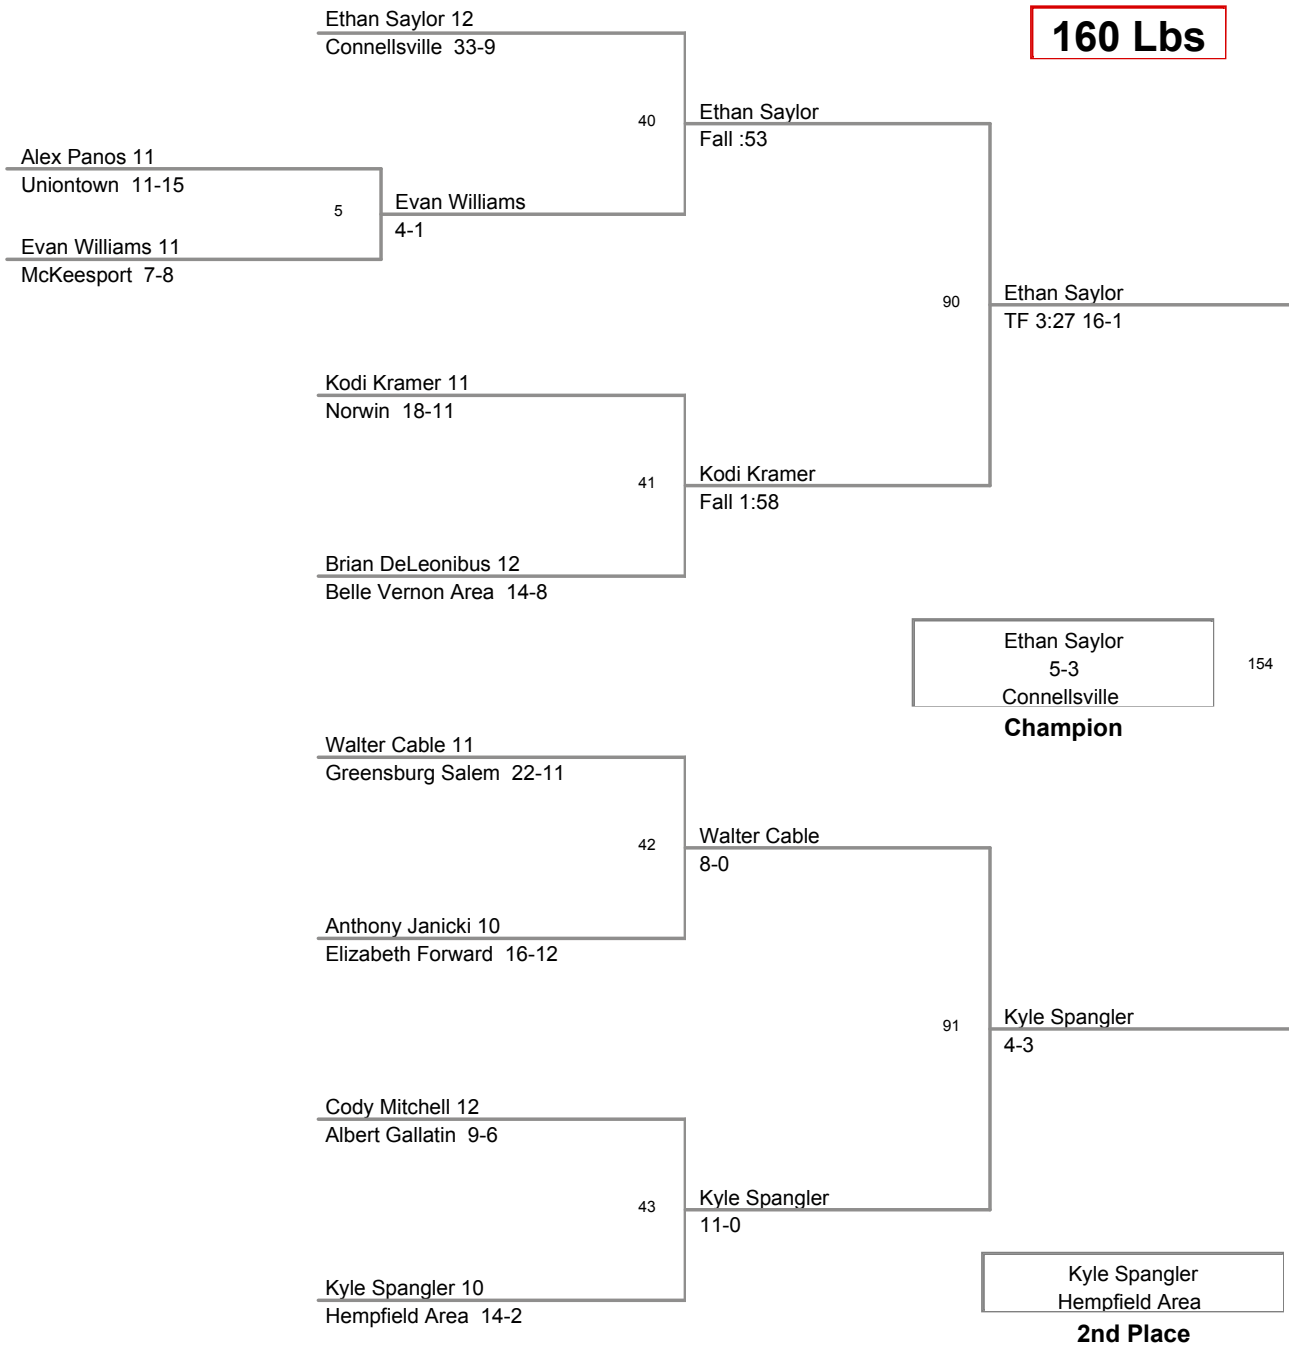 Ethan Saylor 12
Connellsville  33-9
160 Lbs
40
Ethan Saylor
Fall :53
Alex Panos 11
Uniontown  11-15
5
Evan Williams
4-1
Evan Williams 11
McKeesport  7-8
90
Ethan Saylor
TF 3:27 16-1
Kodi Kramer 11
Norwin  18-11
41
Kodi Kramer
Fall 1:58
Brian DeLeonibus 12
Belle Vernon Area  14-8
Ethan Saylor
5-3
Connellsville
154
Champion
Walter Cable 11
Greensburg Salem  22-11
42
Walter Cable
8-0
Anthony Janicki 10
Elizabeth Forward  16-12
91
Kyle Spangler
4-3
Cody Mitchell 12
Albert Gallatin  9-6
43
Kyle Spangler
11-0
Kyle Spangler 10
Hempfield Area  14-2
Kyle Spangler
Hempfield Area
2nd Place